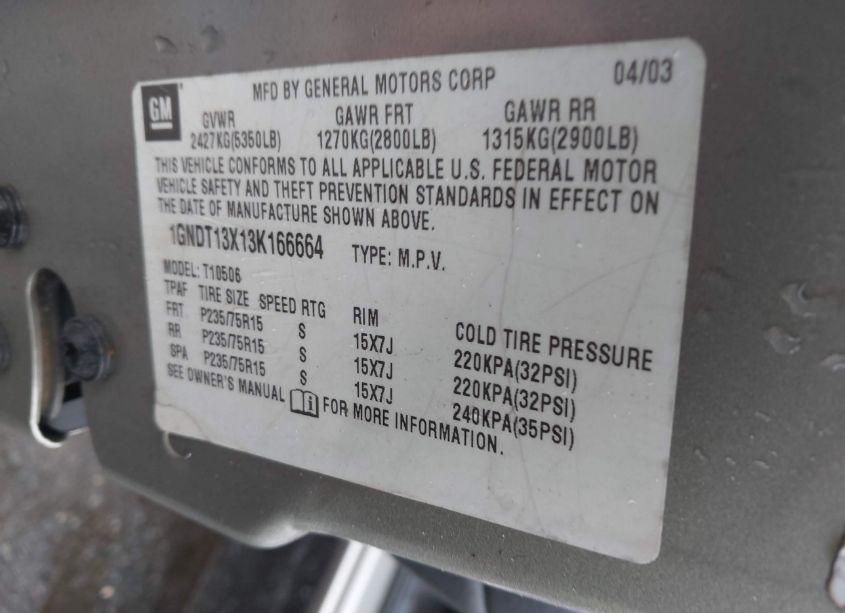 GM
MFD BY GENERAL MOTORS CORP 04/03
GVWR GAWR FRT GAWR RR
2427KG(5350LB) 1270KG(2800LB) 1315KG(2900LB)
THIS VEHICLE CONFORMS TO ALL APPLICABLE U.S. FEDERAL MOTOR
VEHICLE SAFETY AND THEFT PREVENTION STANDARDS IN EFFECT ON
THE DATE OF MANUFACTURE SHOWN ABOVE.
1GNDT13X13K166664 TYPE: M.P.V.
MODEL: T10506
TPAF TIRE SIZE SPEED RTG RIM COLD TIRE PRESSURE
FRT P235/75R15 S 15X7J 220KPA(32PSI)
RR P235/75R15 S 15X7J 220KPA(32PSI)
SPA P235/75R15 S 15X7J 240KPA(35PSI)
SEE OWNER'S MANUAL FOR MORE INFORMATION.